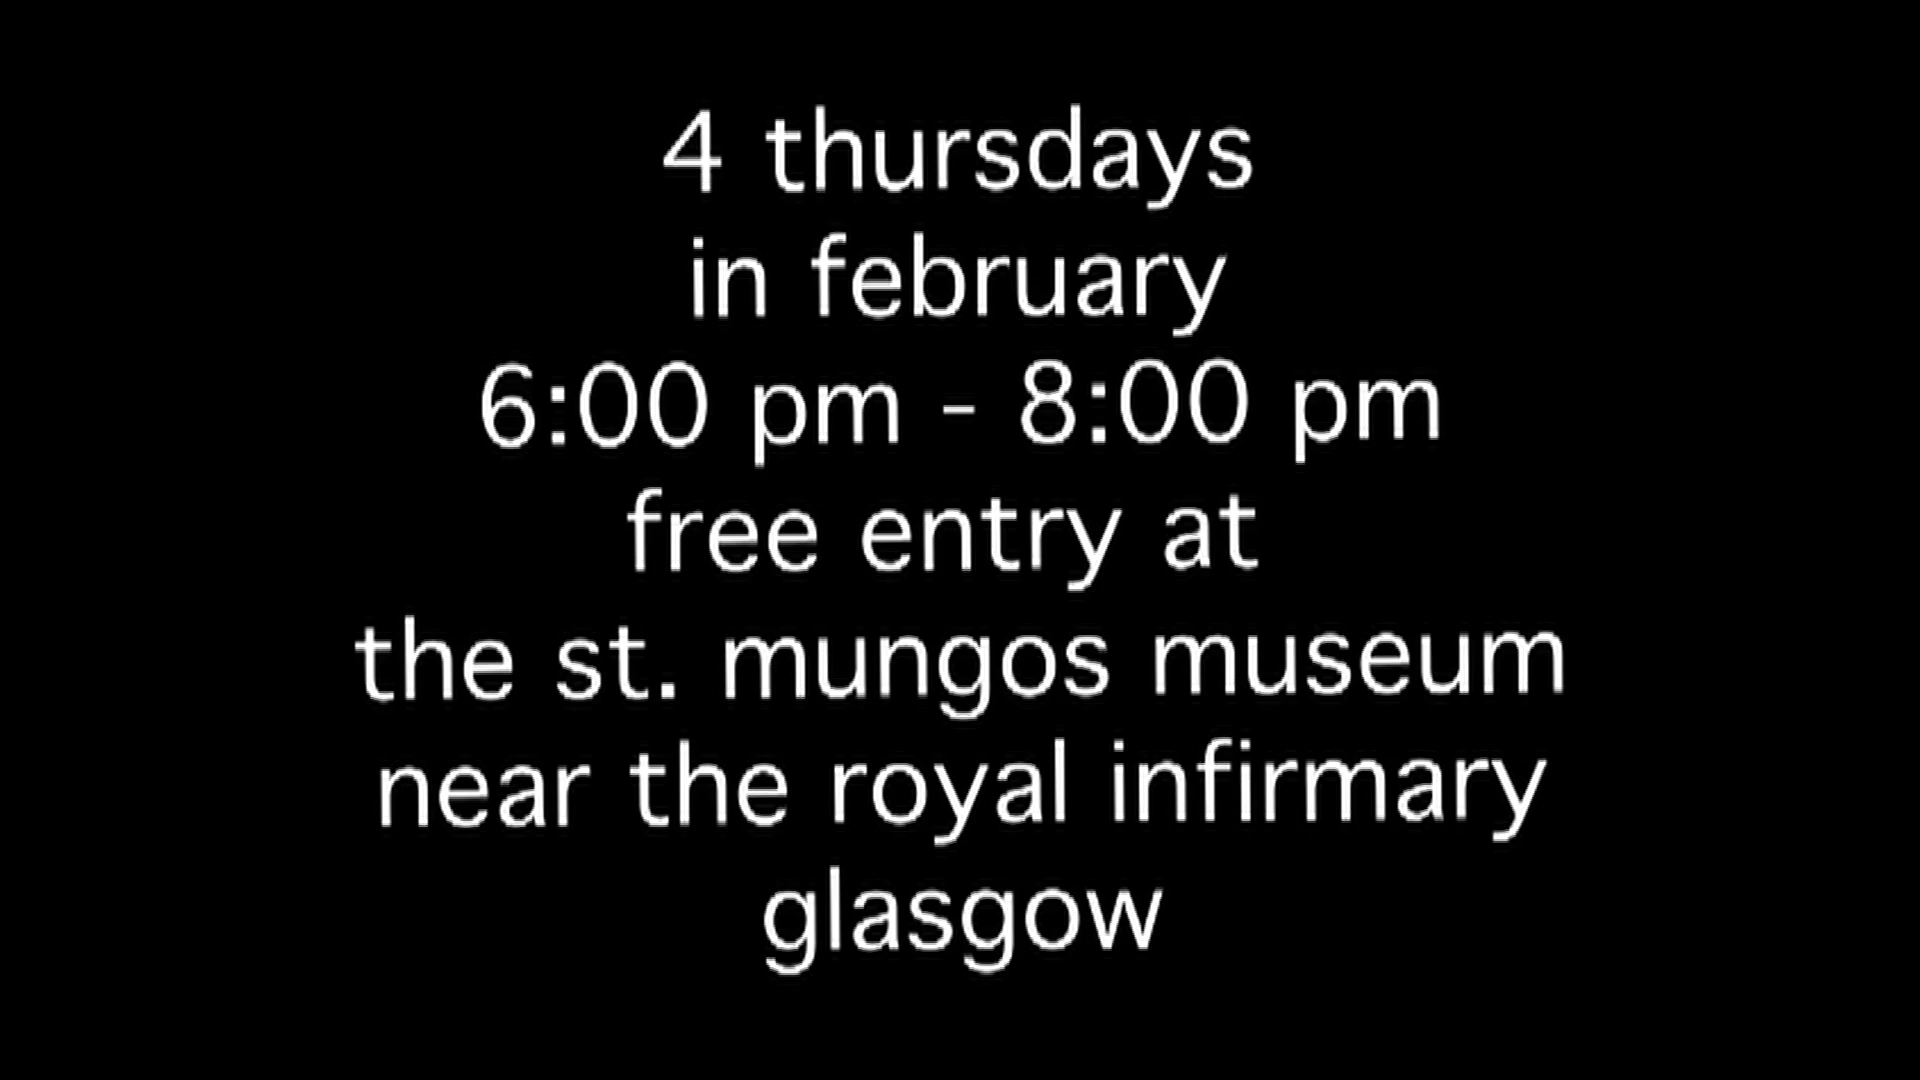 4 thursdays
in february
6:00 pm - 8:00 pm
free entry at
the st. mungos museum
near the royal infirmary
glasgow